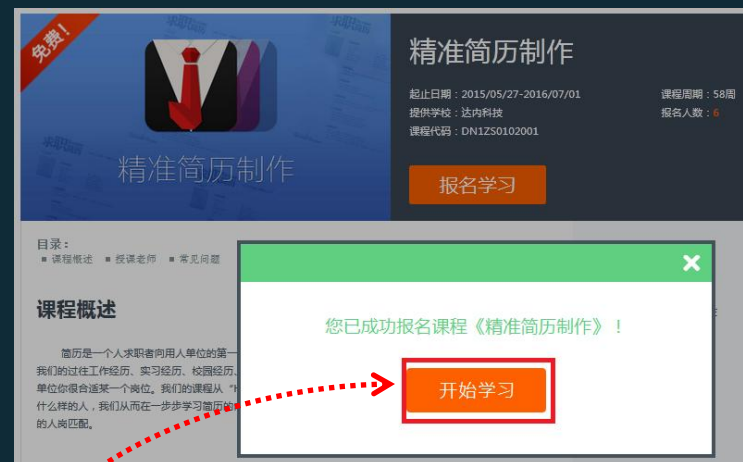 免费！
精准简历制作
精准简历制作
起止日期：2015/05/27-2016/07/01
课程周期：58周
提供学校：达内科技
报名人数：6
课程代码：DN1ZS0102001
报名学习
目录：
■ 课程概述 ■ 授课老师 ■ 常见问题
课程概述
您已成功报名课程《精准简历制作》！
开始学习
简历是一个人求职者向用人单位的第一
我们的过往工作经历、实习经历、校园经历、
单位你很合适某一个岗位。我们的课程从“
什么样的人，我们从而在一步步学习简历的
的人岗匹配。